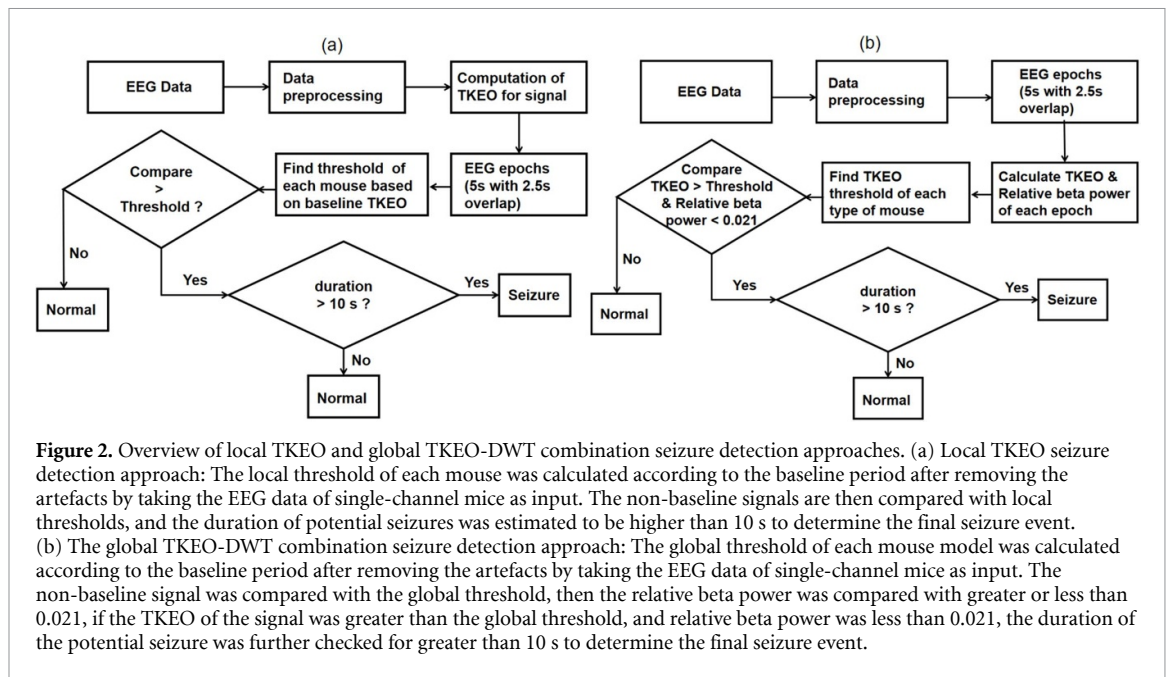 (a)
EEG Data
Data
preprocessing
Computation of
TKEO for signal
EEG epochs
(5s with 2.5s
overlap)
Find threshold of
each mouse based
on baseline TKEO
Compare
>
Threshold ?
No
Normal
Yes
duration
> 10 s ?
Yes
Seizure
No
Normal
(b)
EEG Data
Data
preprocessing
EEG epochs
(5s with 2.5s
overlap)
Calculate TKEO &
Relative beta power
of each epoch
Find TKEO
threshold of each
type of mouse
Compare
TKEO > Threshold
& Relative beta
power < 0.021
No
Normal
Yes
duration
> 10 s ?
Yes
Seizure
No
Normal
Figure 2. Overview of local TKEO and global TKEO-DWT combination seizure detection approaches. (a) Local TKEO seizure
detection approach: The local threshold of each mouse was calculated according to the baseline period after removing the
artefacts by taking the EEG data of single-channel mice as input. The non-baseline signals are then compared with local
thresholds, and the duration of potential seizures was estimated to be higher than 10 s to determine the final seizure event.
(b) The global TKEO-DWT combination seizure detection approach: The global threshold of each mouse model was calculated
according to the baseline period after removing the artefacts by taking the EEG data of single-channel mice as input. The
non-baseline signal was compared with the global threshold, then the relative beta power was compared with greater or less than
0.021, if the TKEO of the signal was greater than the global threshold, and relative beta power was less than 0.021, the duration of
the potential seizure was further checked for greater than 10 s to determine the final seizure event.